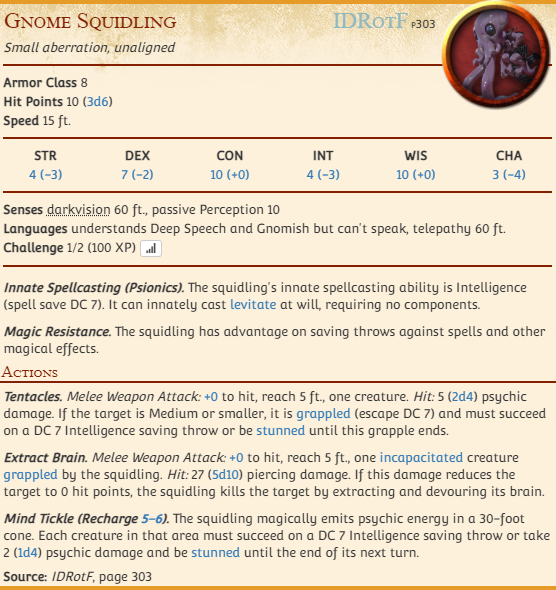 Gnome Squidling IDRotF P303
Small aberration, unaligned
Armor Class 8
Hit Points 10 (3d6)
Speed 15 ft.
STR DEX CON INT WIS CHA
4 (−3) 7 (−2) 10 (+0) 4 (−3) 10 (+0) 3 (−4)
Senses darkvision 60 ft., passive Perception 10
Languages understands Deep Speech and Gnomish but can't speak, telepathy 60 ft.
Challenge 1/2 (100 XP)
Innate Spellcasting (Psionics). The squidling's innate spellcasting ability is Intelligence
(spell save DC 7). It can innately cast levitate at will, requiring no components.
Magic Resistance. The squidling has advantage on saving throws against spells and other
magical effects.
Actions
Tentacles. Melee Weapon Attack: +0 to hit, reach 5 ft., one creature. Hit: 5 (2d4) psychic
damage. If the target is Medium or smaller, it is grappled (escape DC 7) and must succeed
on a DC 7 Intelligence saving throw or be stunned until this grapple ends.
Extract Brain. Melee Weapon Attack: +0 to hit, reach 5 ft., one incapacitated creature
grappled by the squidling. Hit: 27 (5d10) piercing damage. If this damage reduces the
target to 0 hit points, the squidling kills the target by extracting and devouring its brain.
Mind Tickle (Recharge 5–6). The squidling magically emits psychic energy in a 30-foot
cone. Each creature in that area must succeed on a DC 7 Intelligence saving throw or take
2 (1d4) psychic damage and be stunned until the end of its next turn.
Source: IDRotF, page 303